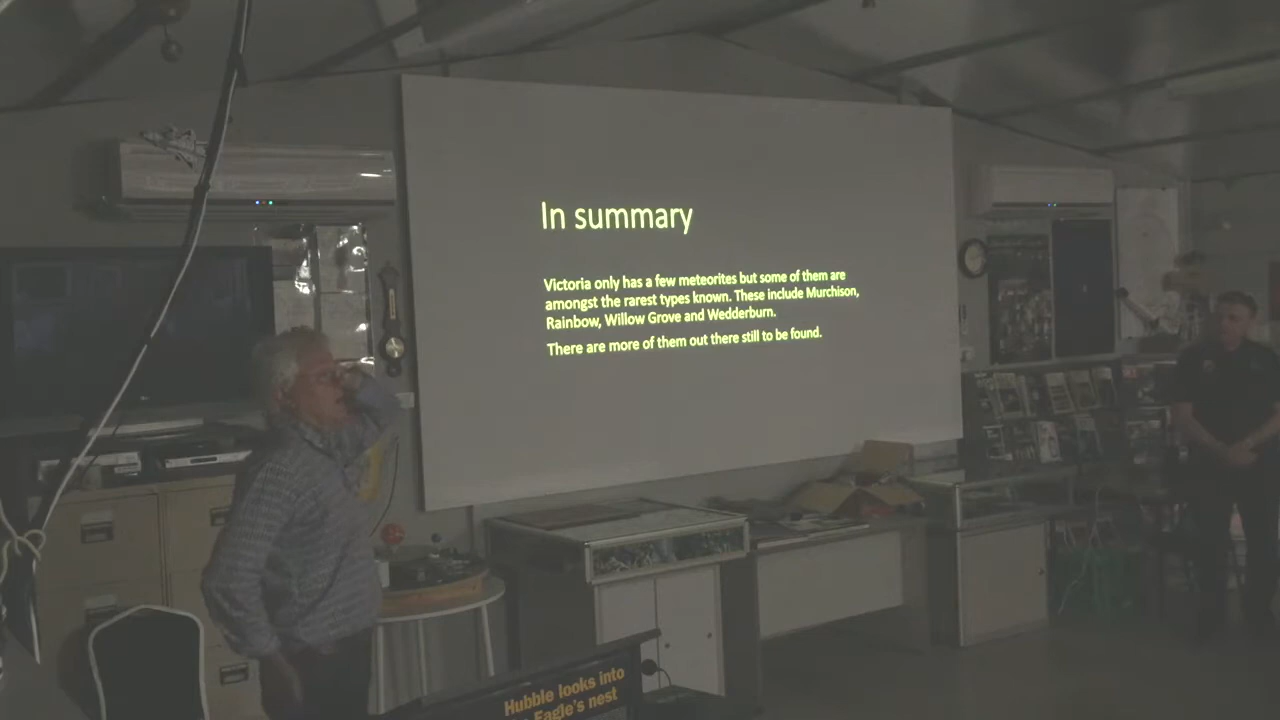 In summary
Victoria only has a few meteorites but some of them are
amongst the rarest types known. These include Murchison,
Rainbow, Willow Grove and Wedderburn.
There are more of them out there still to be found.
Hubble looks into
Eagle's nest